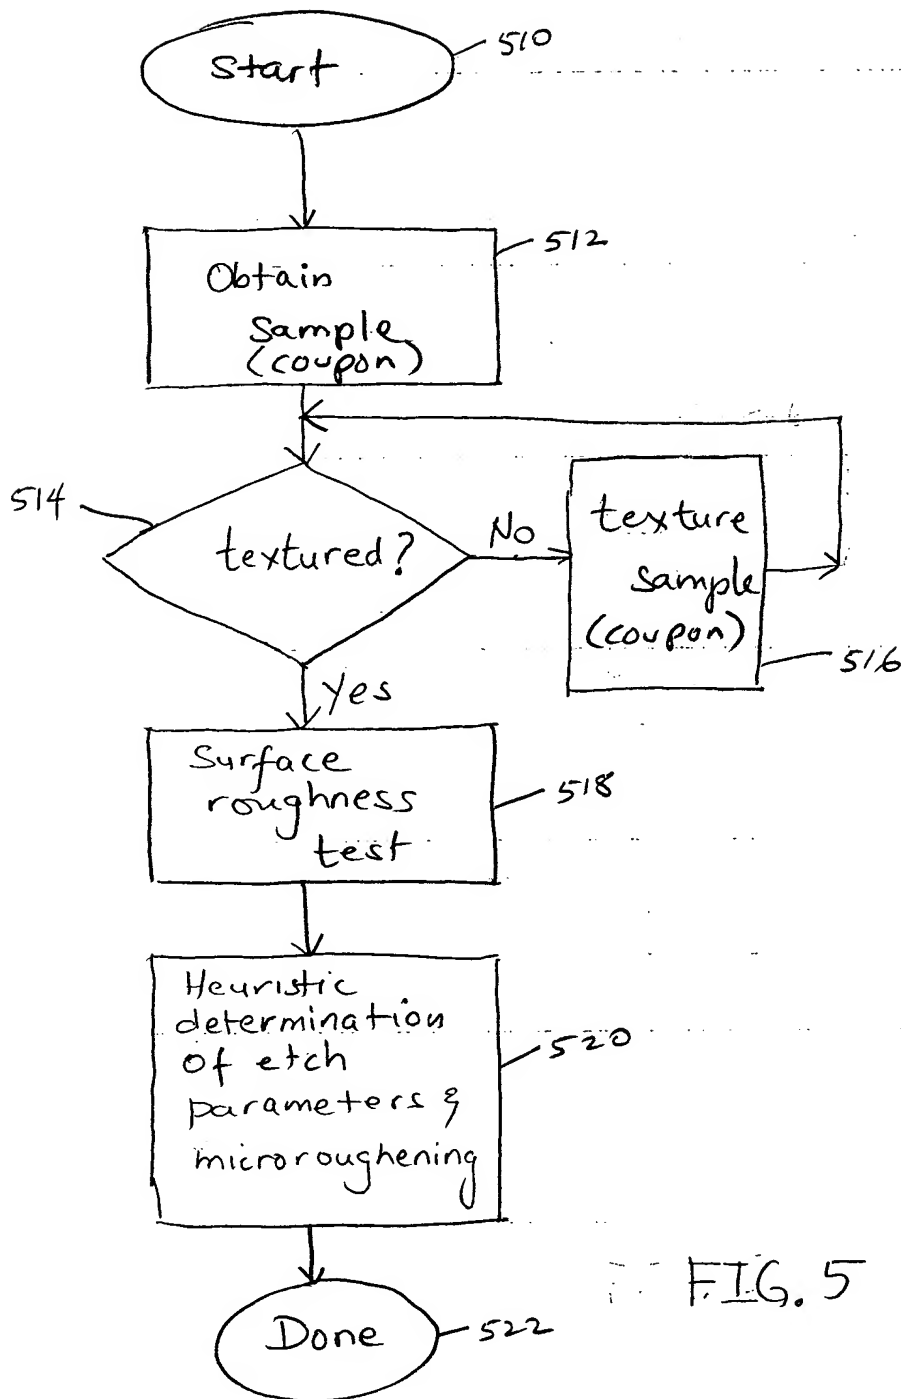 Start
510
512
Obtain
sample
(coupon)
514
textured?
No
texture
sample
(coupon)
516
Yes
Surface
roughness
test
518
Heuristic
determination
of etch
parameters &
microroughening
520
Done
522
FIG. 5